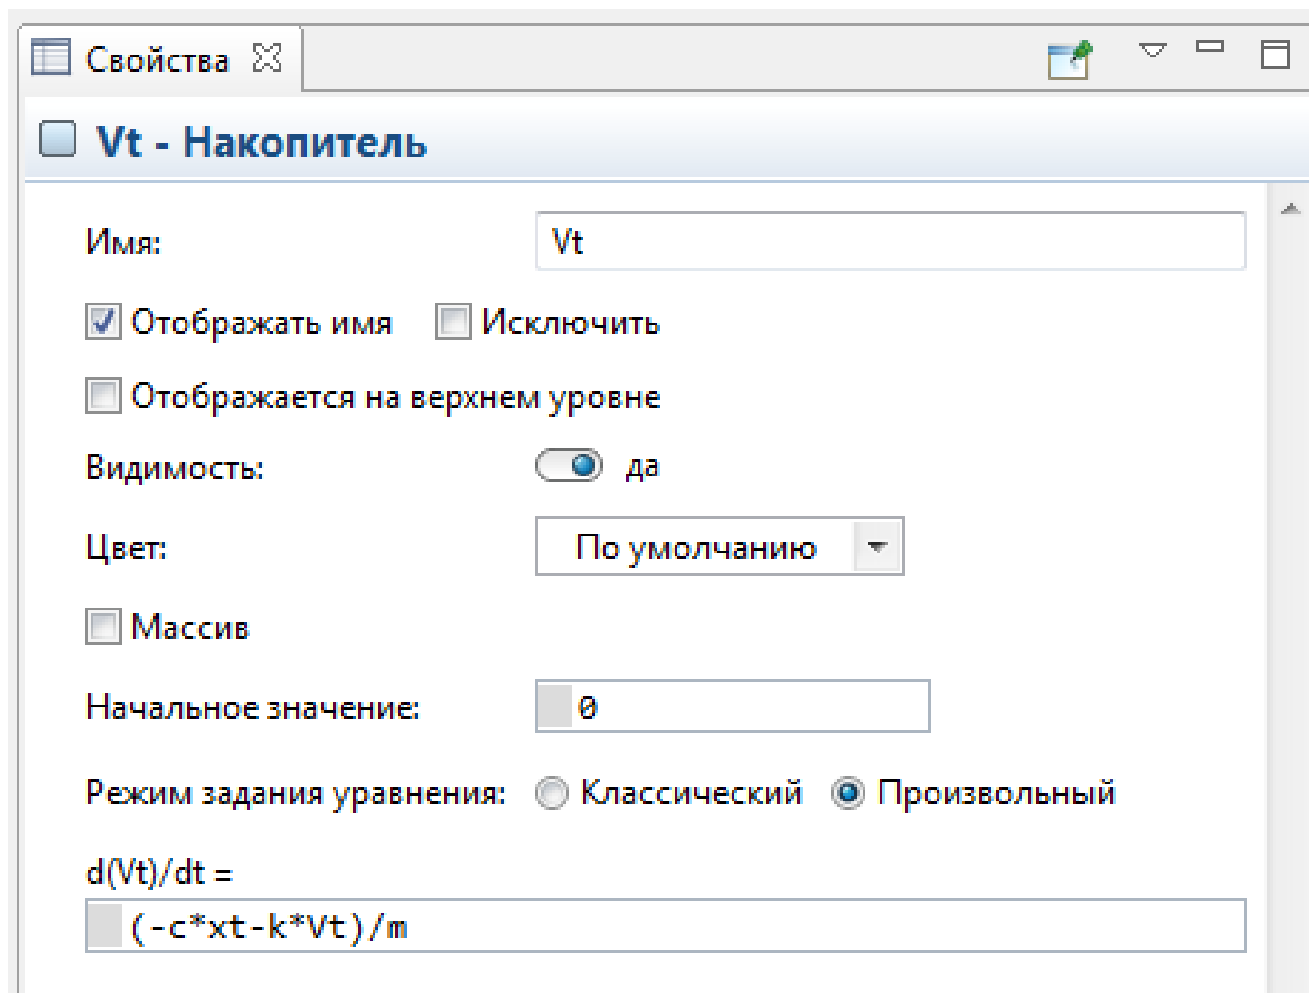 Свойства
Vt - Накопитель
Имя: Vt
Отображать имя Исключить
Отображается на верхнем уровне
Видимость: да
Цвет: По умолчанию
Массив
Начальное значение: 0
Режим задания уравнения: Классический Произвольный
d(Vt)/dt =
(-c*xt-k*Vt)/m